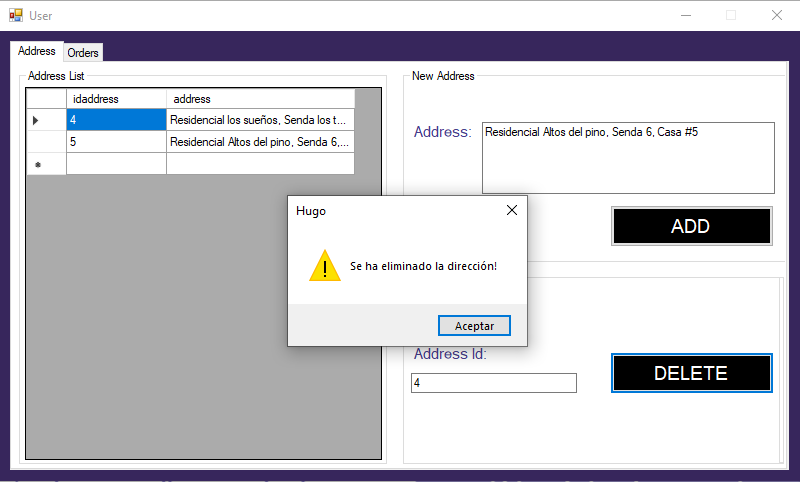 User
Address Orders
Address List
idaddress address
4 Residencial los sueños, Senda los t...
5 Residencial Altos del pino, Senda 6,...
New Address
Address: Residencial Altos del pino, Senda 6, Casa #5
ADD
Hugo
Se ha eliminado la dirección!
Aceptar
Address Id:
4
DELETE